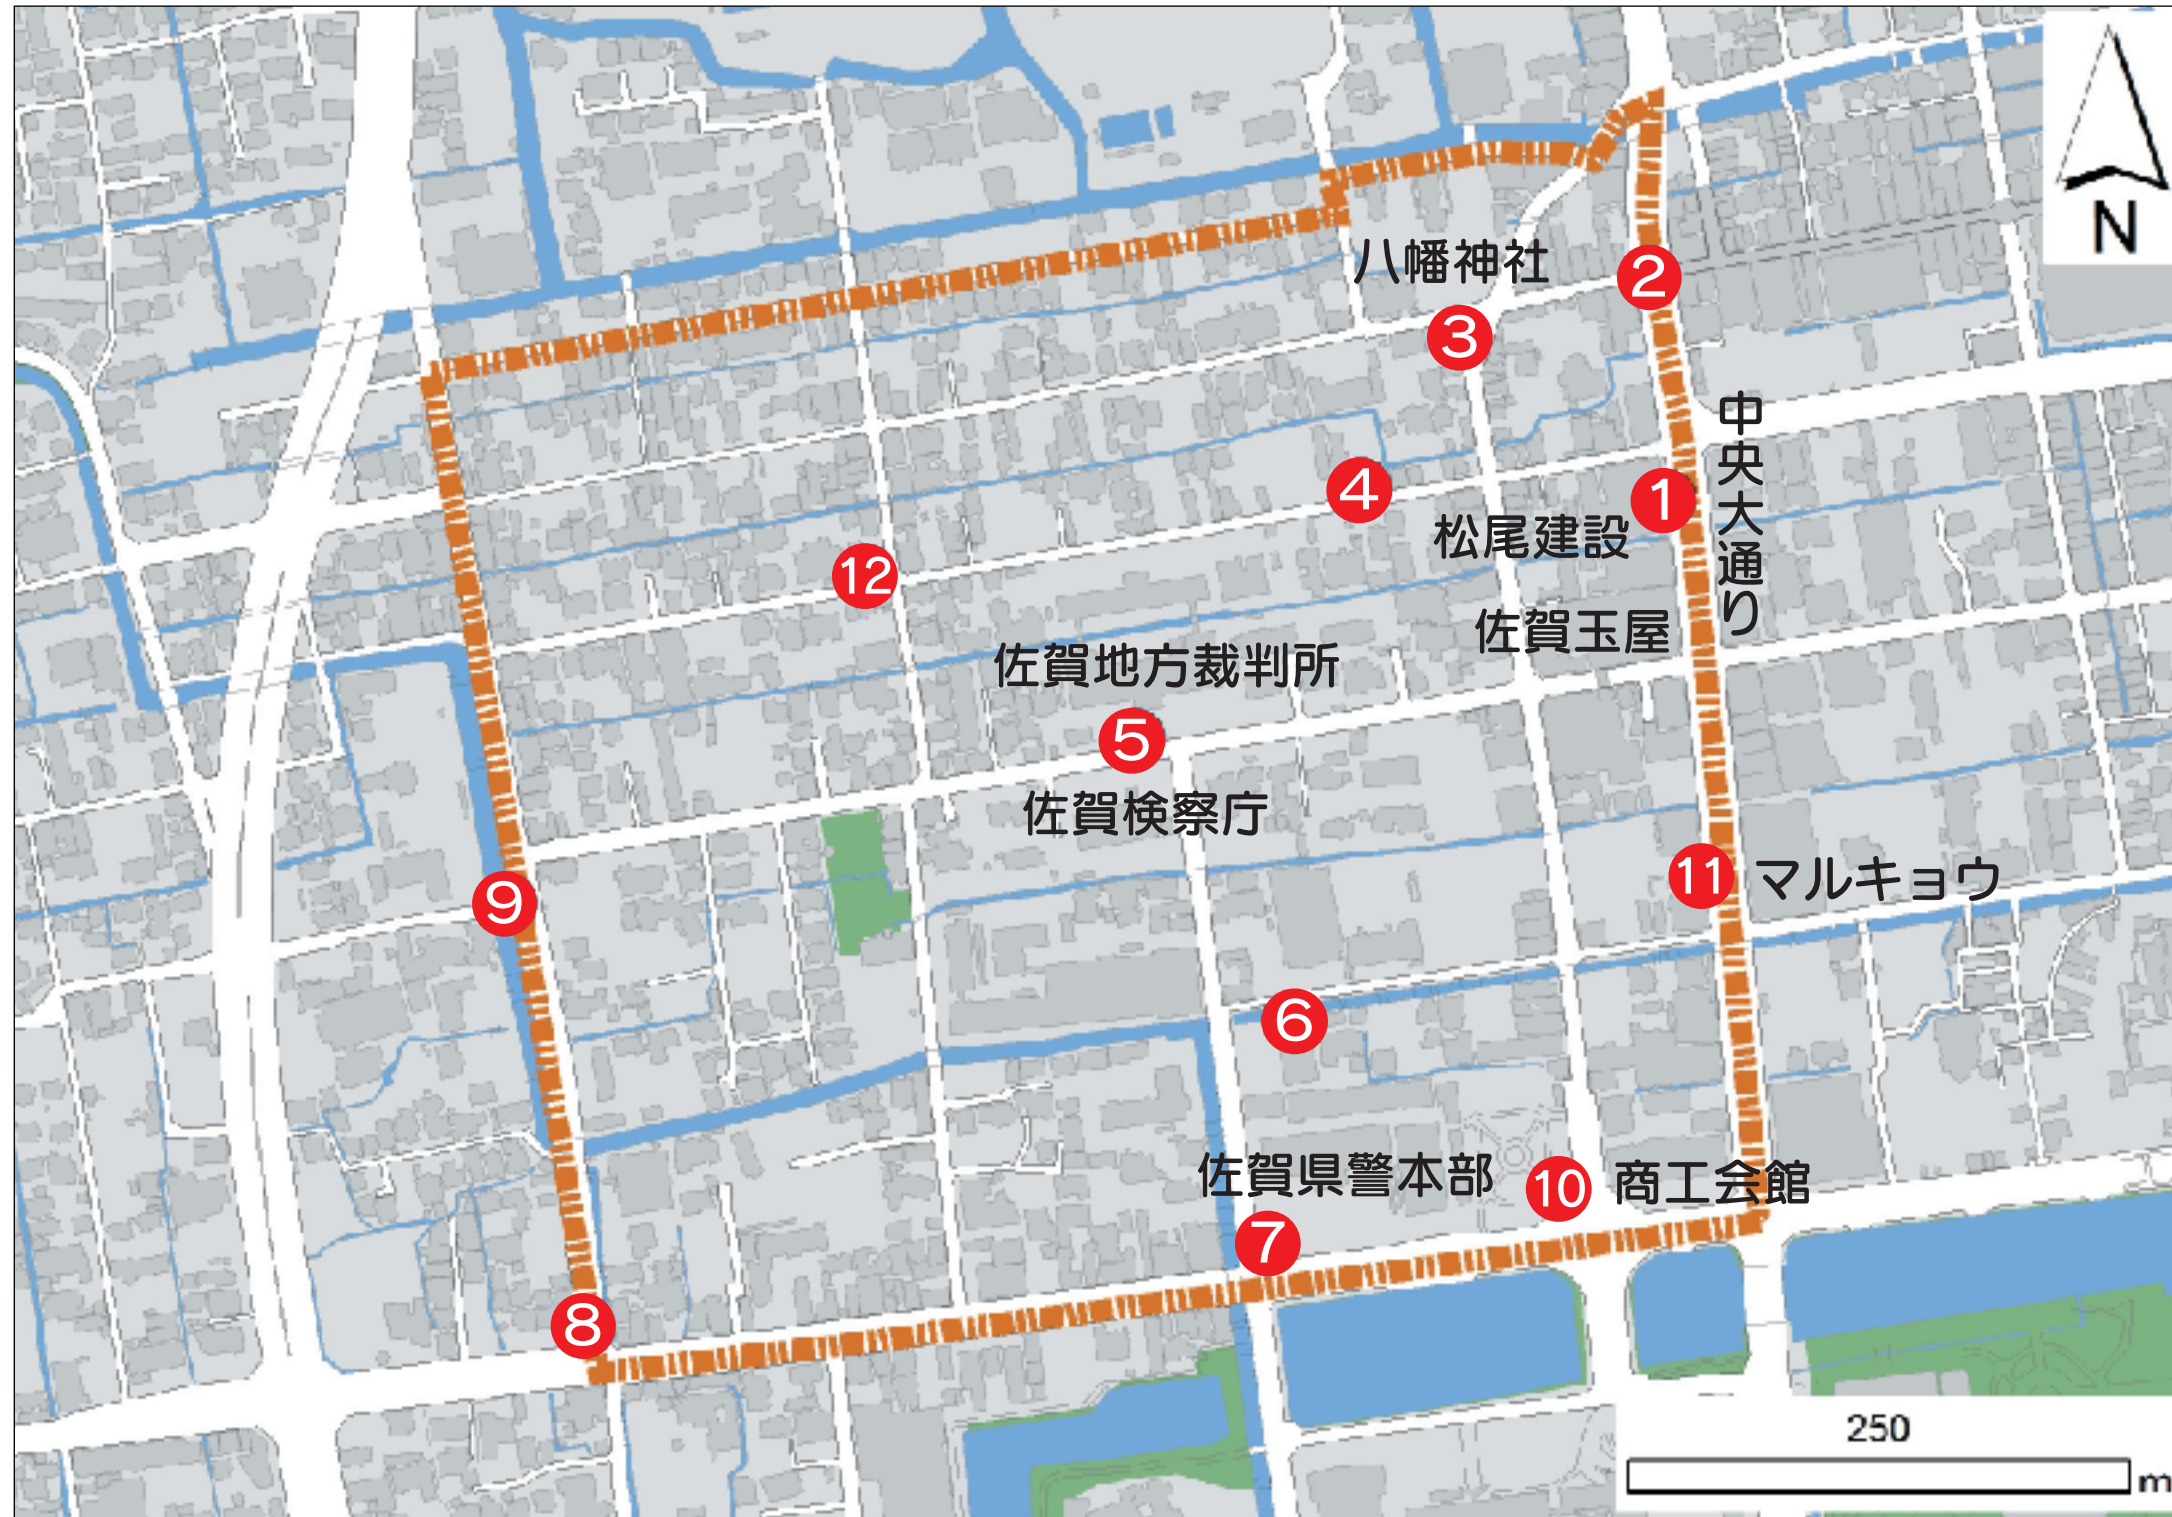 N
八幡神社
②
③
中央大通り
④
①
松尾建設
⑫
佐賀玉屋
佐賀地方裁判所
⑤
佐賀検察庁
⑪ マルキョウ
⑨
⑥
佐賀県警本部
⑩ 商工会館
⑦
⑧
250
m